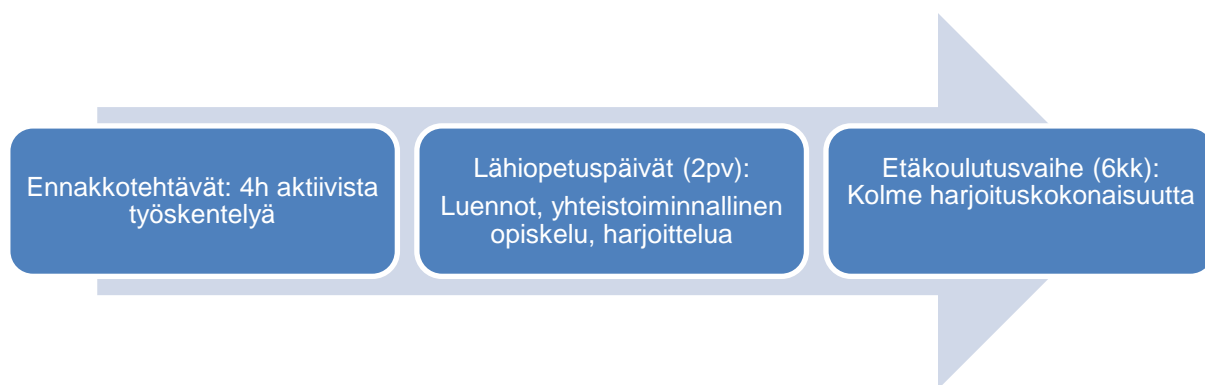 Ennakkotehtävät: 4h aktiivista
työskentelyä
Lähiopetuspäivät (2pv):
Luennot, yhteistoiminnallinen
opiskelu, harjoittelua
Etäkoulutusvaihe (6kk):
Kolme harjoituskokonaisuutta